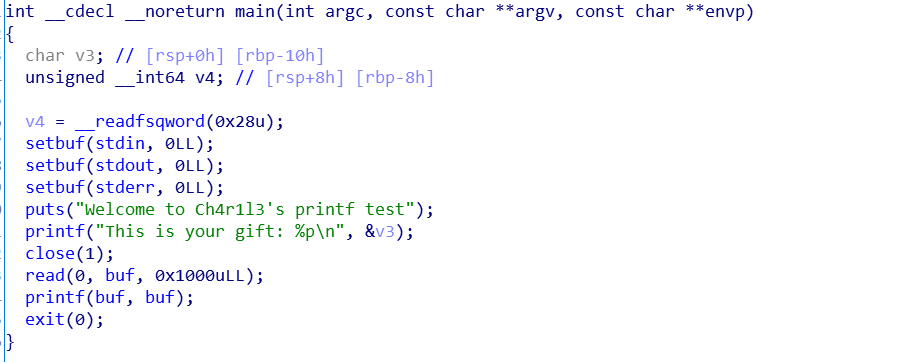 int __cdecl __noreturn main(int argc, const char **argv, const char **envp)
{
char v3; // [rsp+0h] [rbp-10h]
unsigned __int64 v4; // [rsp+8h] [rbp-8h]
v4 = __readfsqword(0x28u);
setbuf(stdin, 0LL);
setbuf(stdout, 0LL);
setbuf(stderr, 0LL);
puts("Welcome to Ch4r1l3's printf test");
printf("This is your gift: %p\n", &v3);
close(1);
read(0, buf, 0x1000uLL);
printf(buf, buf);
exit(0);
}